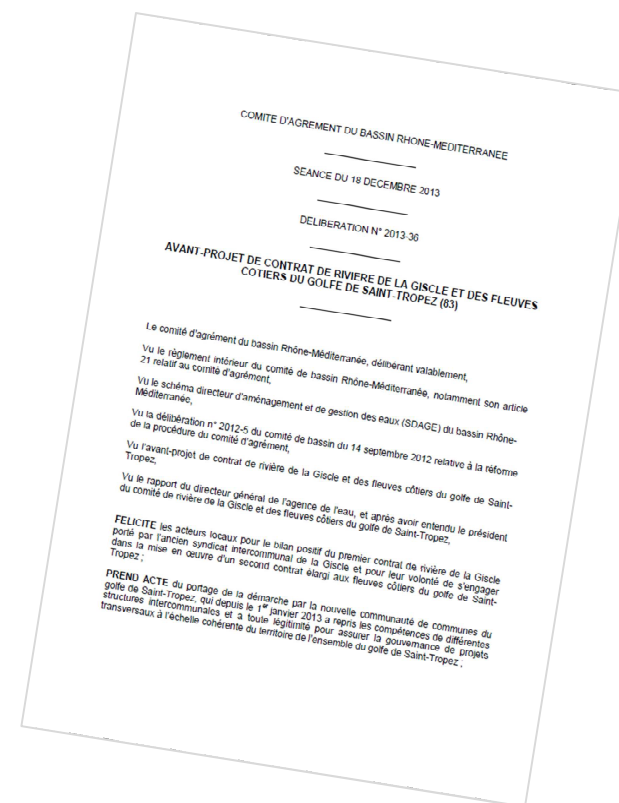 COMITE D'AGREMENT DU BASSIN RHONE-MEDITERRANEE
SEANCE DU 18 DECEMBRE 2013
DELIBERATION N° 2013-36
AVANT-PROJET DE CONTRAT DE RIVIERE DE LA GISCLE ET DES FLEUVES
COTIERS DU GOLFE DE SAINT-TROPEZ (83)
Le comité d'agrément du bassin Rhône-Méditerranée, délibérant valablement,
Vu le règlement intérieur du comité de bassin Rhône-Méditerranée, notamment son article
21 relatif au comité d'agrément,
Vu le schéma directeur d'aménagement et de gestion des eaux (SDAGE) du bassin Rhône-
Méditerranée,
Vu la délibération n° 2012-5 du comité de bassin du 14 septembre 2012 relative à la réforme
de la procédure du comité d'agrément,
Vu l'avant-projet de contrat de rivière de la Giscle et des fleuves côtiers du golfe de Saint-
Tropez,
Vu le rapport du directeur général de l'agence de l'eau, et après avoir entendu le président
du comité de rivière de la Giscle et des fleuves côtiers du golfe de Saint-Tropez,
FELICITE les acteurs locaux pour le bilan positif du premier contrat de rivière de la Giscle
porté par l'ancien syndicat intercommunal de la Giscle et pour leur volonté de s'engager
dans la mise en œuvre d'un second contrat élargi aux fleuves côtiers du golfe de Saint-
Tropez ;
PREND ACTE du portage de la démarche par la nouvelle communauté de communes du
golfe de Saint-Tropez, qui depuis le 1er janvier 2013 a repris les compétences de différentes
structures intercommunales et a toute légitimité pour assurer la gouvernance de projets
transversaux à l'échelle cohérente du territoire de l'ensemble du golfe de Saint-Tropez ;